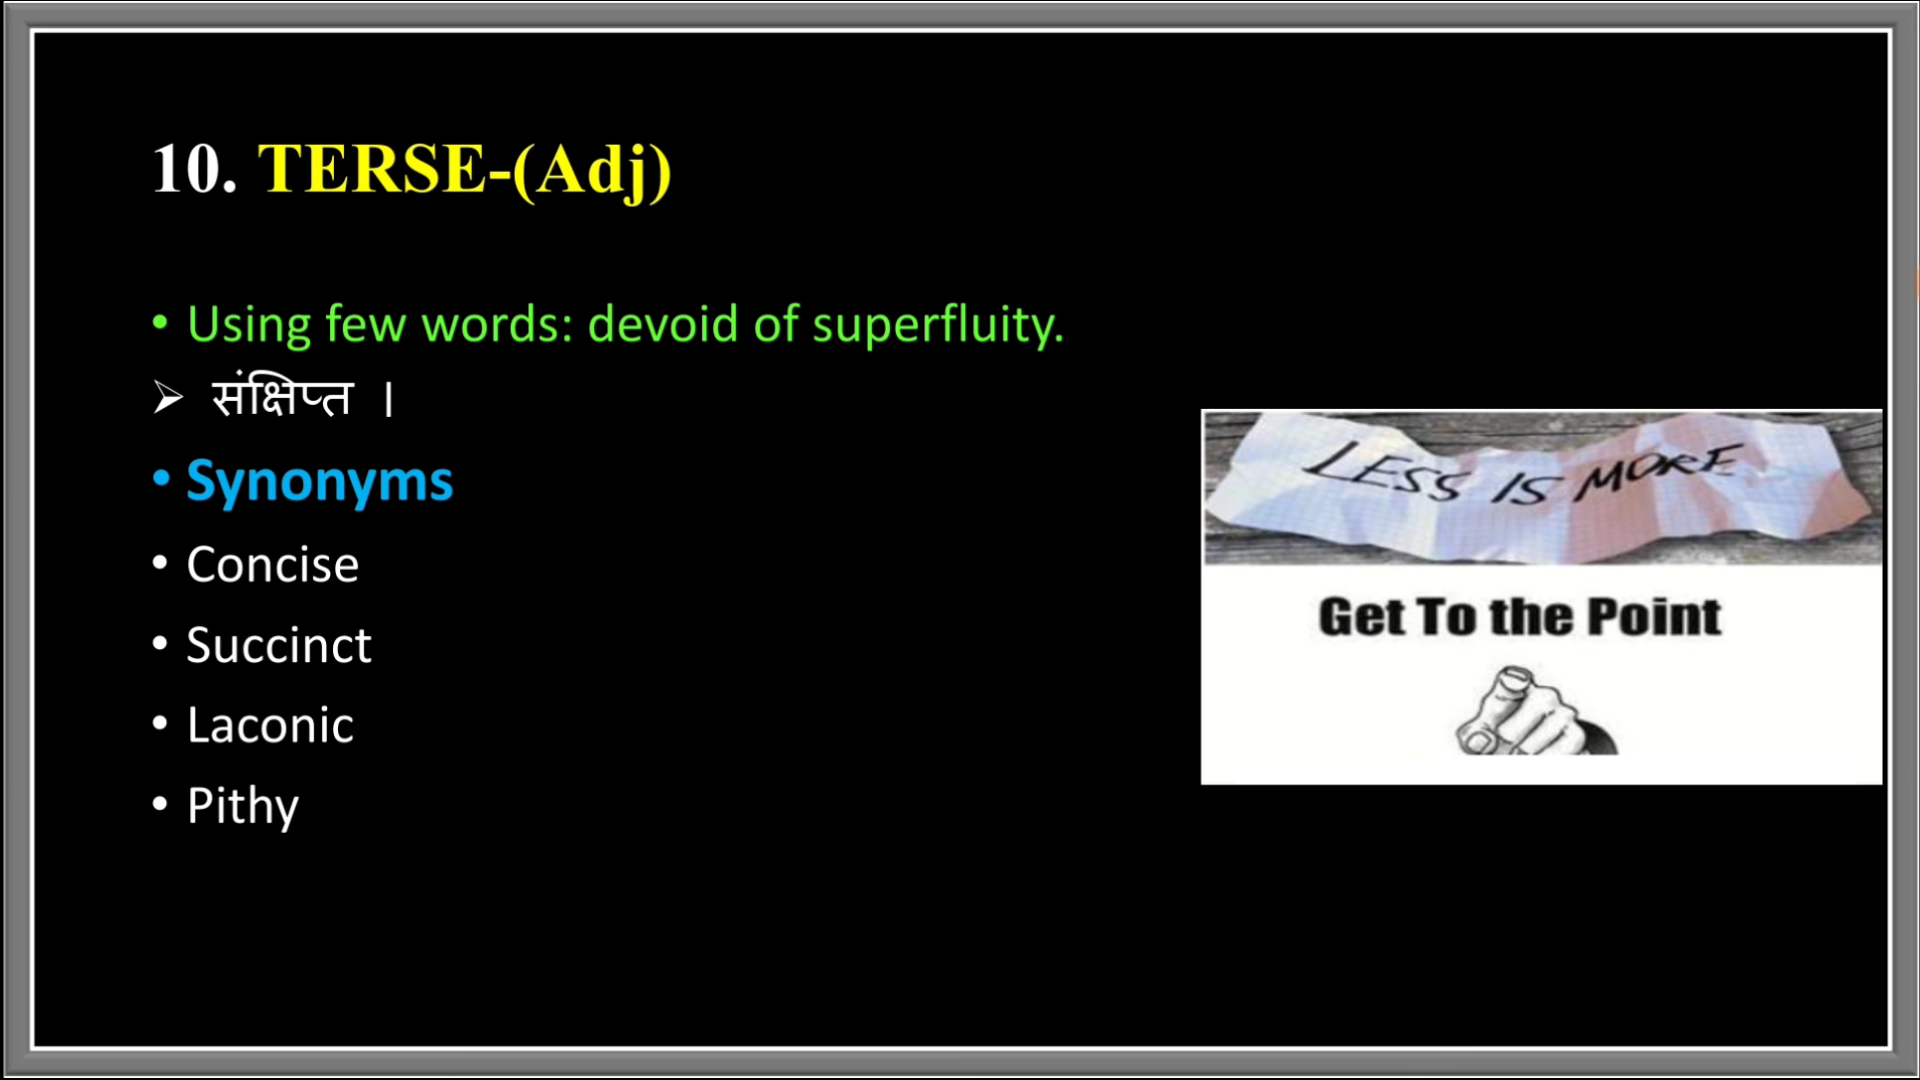 10. TERSE-(Adj)
• Using few words: devoid of superfluity.
➢ संक्षिप्त ।
• Synonyms
• Concise
• Succinct
• Laconic
• Pithy
LESS IS MORE
Get To the Point